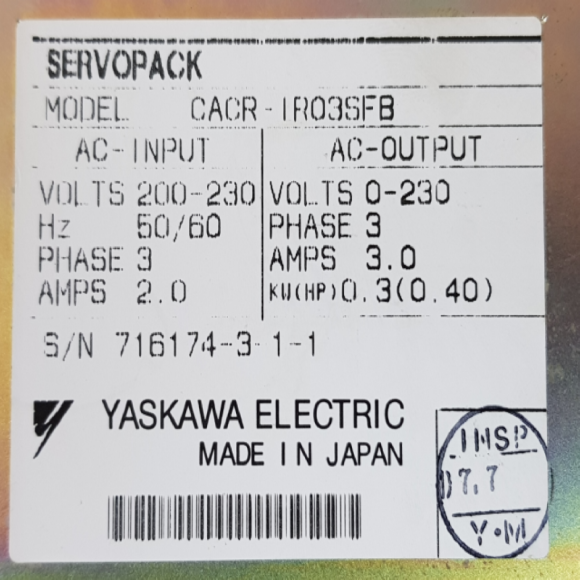 SERVOPACK
MODEL CACR-IR03SFB
AC-INPUT AC-OUTPUT
VOLTS 200-230 VOLTS 0-230
Hz 50/60 PHASE 3
PHASE 3 AMPS 3.0
AMPS 2.0 KW(HP) 0.3(0.40)
S/N 716174-3-1-1
YASKAWA ELECTRIC
MADE IN JAPAN
INSP
7.7
Y·M